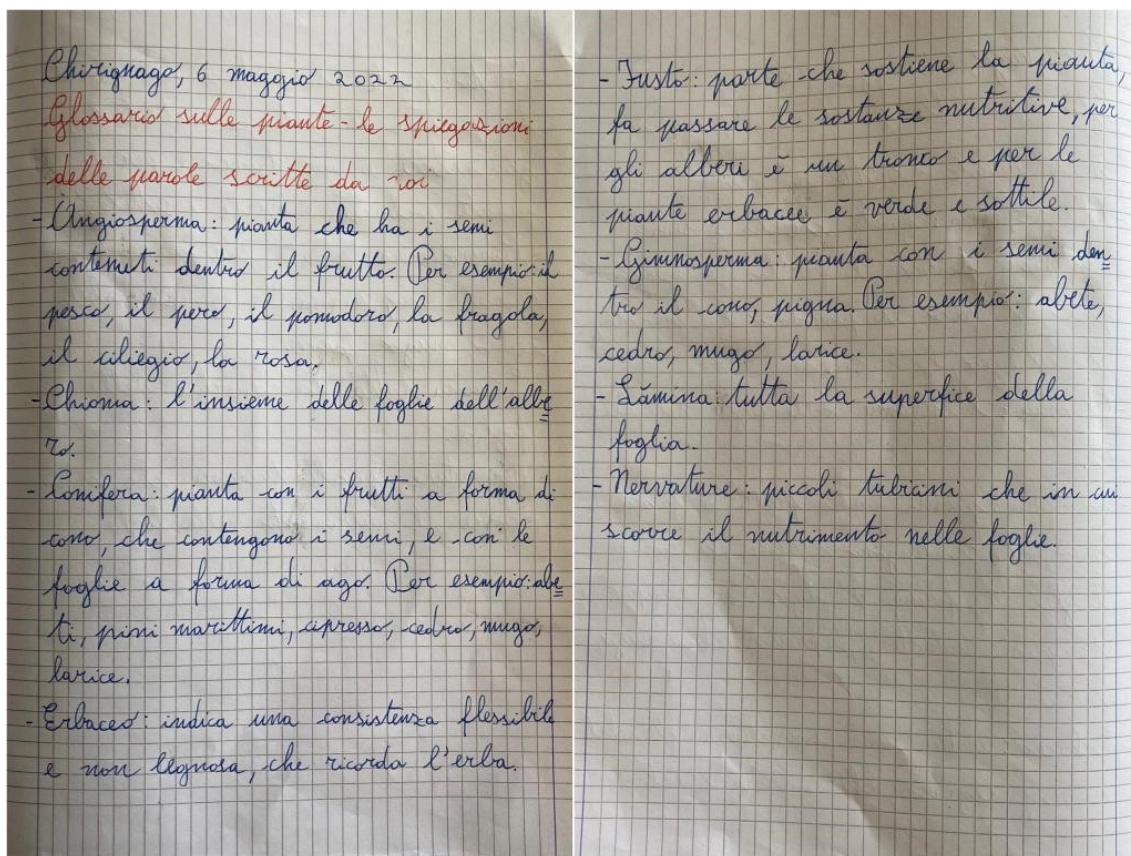 Chirignago, 6 maggio 2022
Glossario sulle piante - le spiegazioni
delle parole scritte da noi
- Angiosperma: pianta che ha i semi
contenuti dentro il frutto. Per esempio: il
pesco, il pero, il pomodoro, la fragola,
il ciliegio, la rosa.
- Chioma: l'insieme delle foglie dell'albe
ro.
- Conifera: pianta con i frutti a forma di
cono, che contengono i semi, e con le
foglie a forma di ago. Per esempio: abe
ti, pini marittimi, cipresso, cedro, mugo,
larice.
- Erbaceo: indica una consistenza flessibile
e non legnosa, che ricorda l'erba.
- Fusto: parte che sostiene la pianta,
fa passare le sostanze nutritive, per
gli alberi è un tronco e per le
piante erbacee è verde e sottile.
- Gimnosperma: pianta con i semi den
tro il cono, pigna. Per esempio: abete,
cedro, mugo, larice.
- Lamina: tutta la superfice della
foglia.
- Nervature: piccoli tubicini che in cui
scorre il nutrimento nelle foglie.